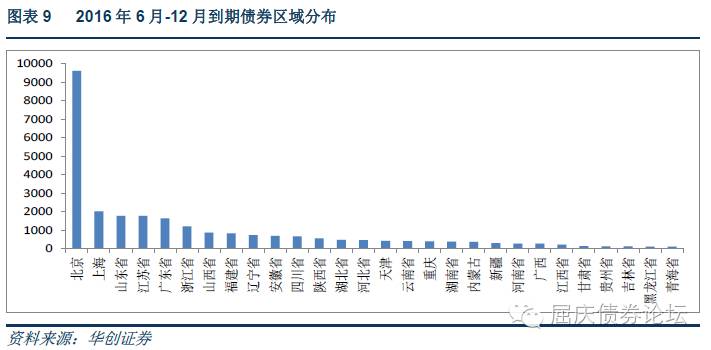 图表 9 2016 年 6 月-12 月到期债券区域分布
10000
9000
8000
7000
6000
5000
4000
3000
2000
1000
0
北京
上海
山东省
江苏省
广东省
浙江省
山西省
福建省
辽宁省
安徽省
四川省
陕西省
湖北省
河北省
天津
云南省
重庆
湖南省
内蒙古
新疆
河南省
广西
江西省
甘肃省
贵州省
吉林省
黑龙江省
青海省
屈庆债券论坛
资料来源：华创证券